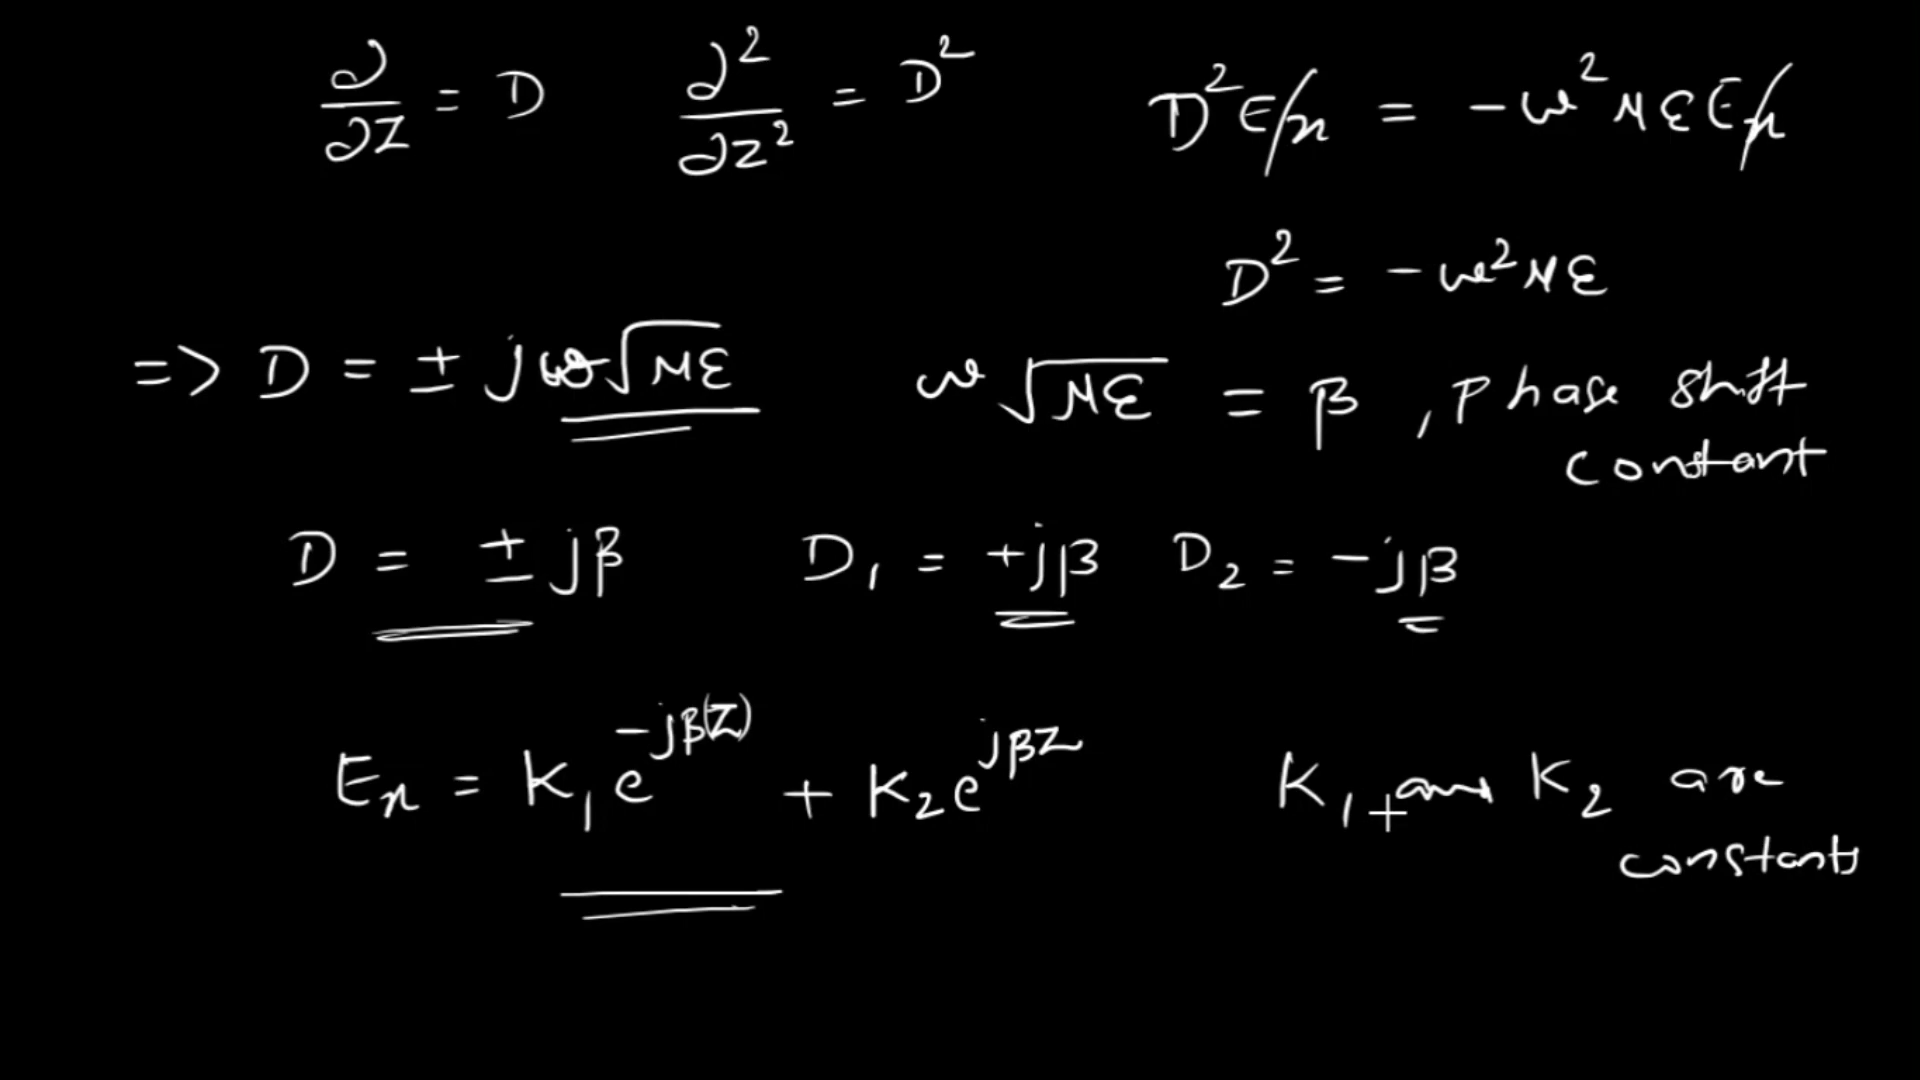 ∂/∂z = D   ∂²/∂z² = D²   D²Ex = -ω²μεEx
D² = -ω²με
=> D = ± jω√με   ω√με = β, Phase shift
constant
D = ± jβ   D₁ = +jβ   D₂ = -jβ
Ex = K₁e^(-jβ(z)) + K₂e^(jβz)   K₁ and K₂ are
constants